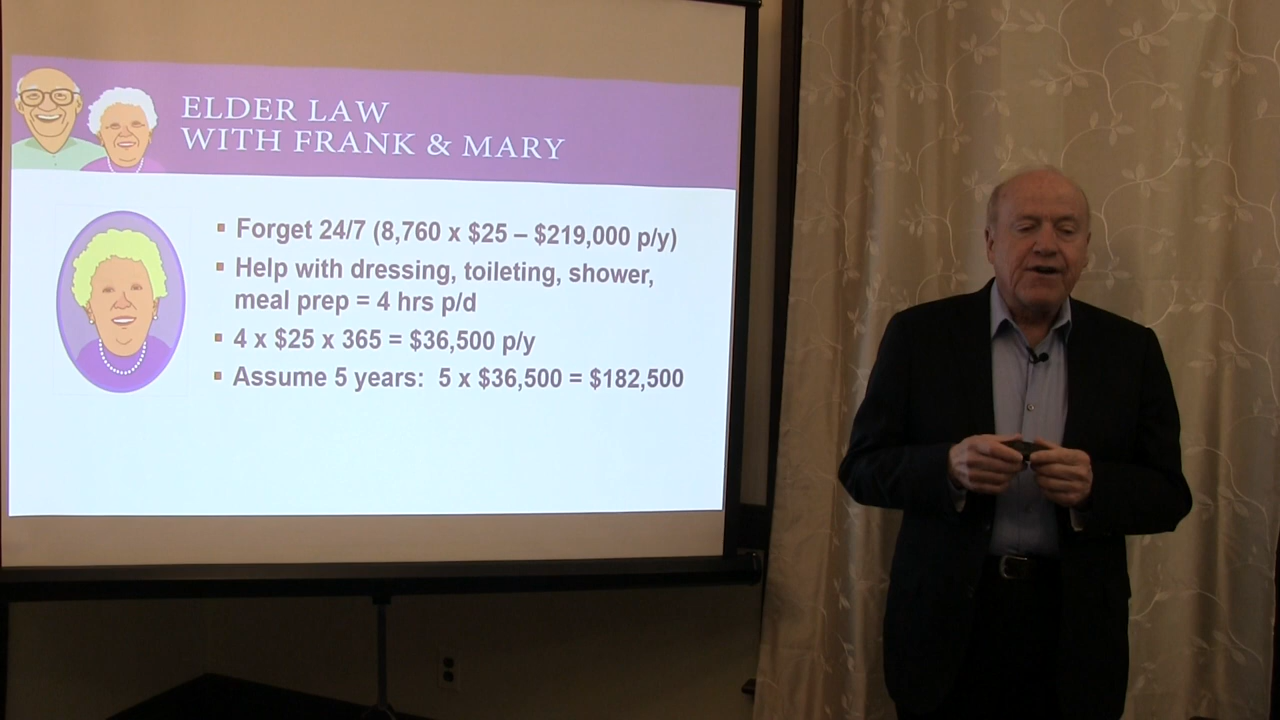 ELDER LAW
WITH FRANK & MARY
▪ Forget 24/7 (8,760 x $25 – $219,000 p/y)
▪ Help with dressing, toileting, shower,
meal prep = 4 hrs p/d
▪ 4 x $25 x 365 = $36,500 p/y
▪ Assume 5 years: 5 x $36,500 = $182,500